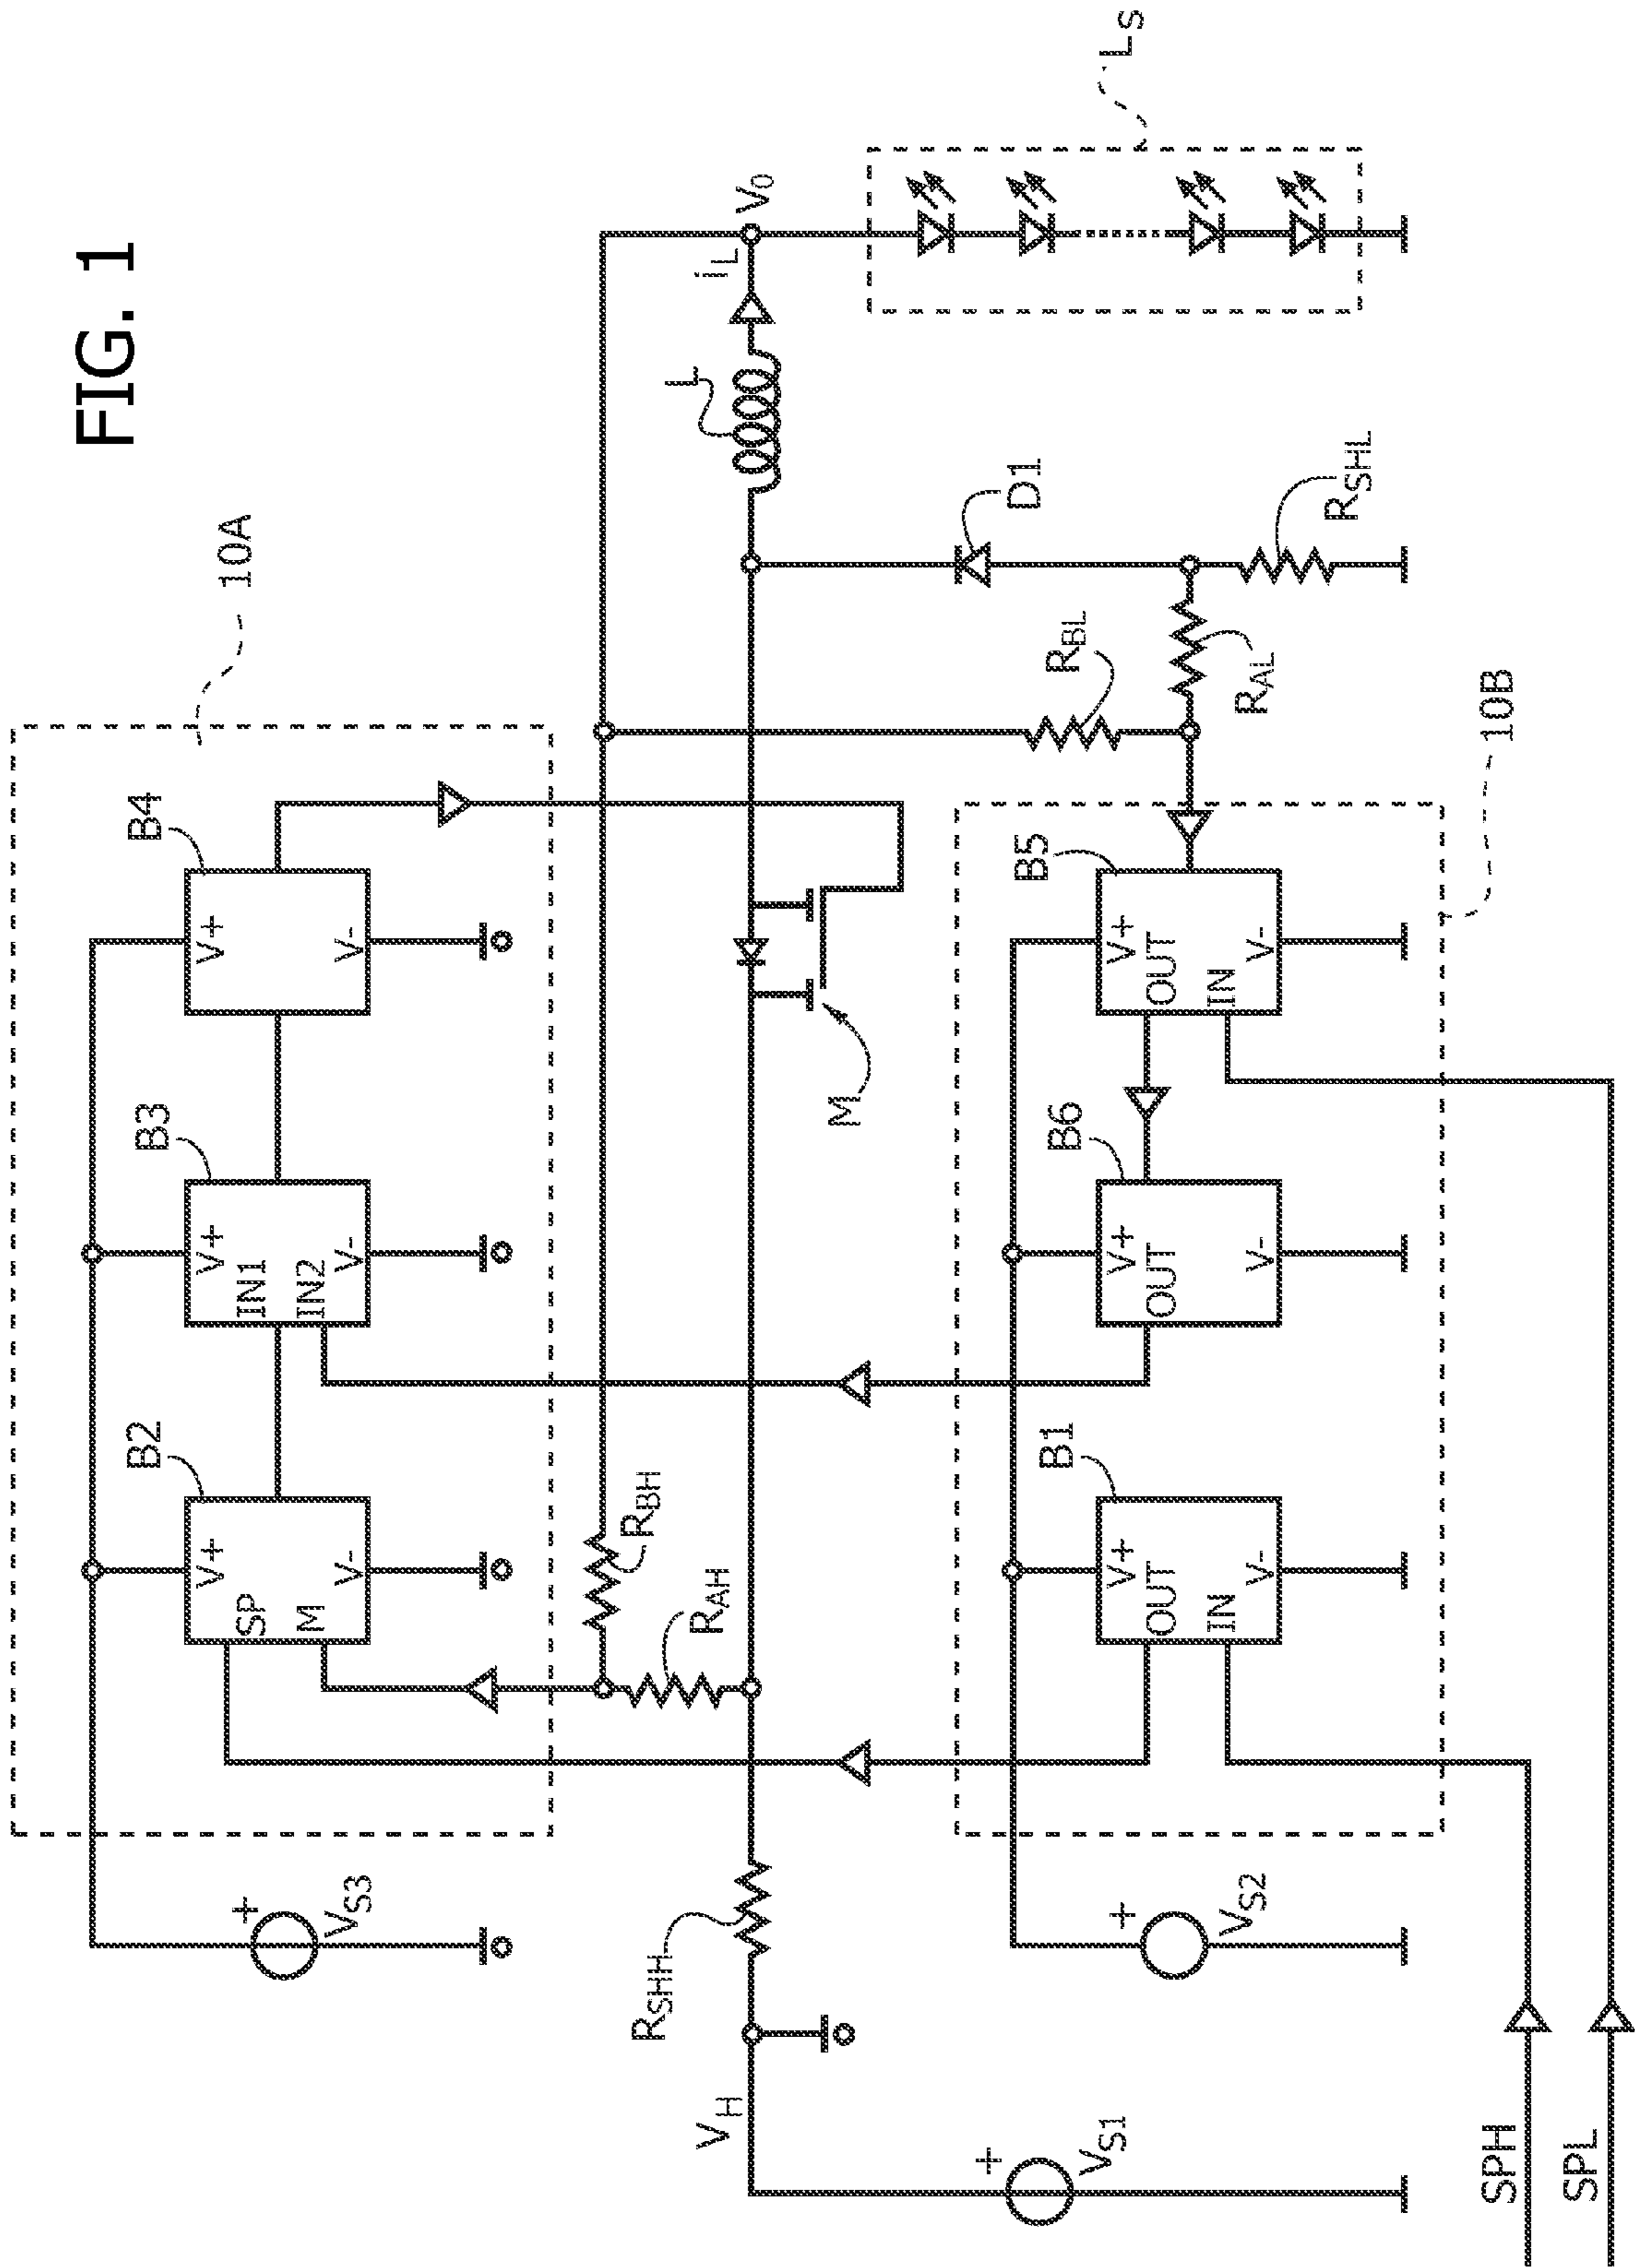 FIG. 1
10A
B2
B3
B4
V+
SP
M
V-
V+
IN1
IN2
V-
V+
V-
+
VS3
RBH
RAH
RSHH
VH
iL
V0
L
M
D1
RBL
RAL
RSHL
LS
+
VS1
+
VS2
B1
B6
B5
V+
OUT
IN
V-
V+
OUT
V-
V+
OUT
IN
V-
10B
SPH
SPL